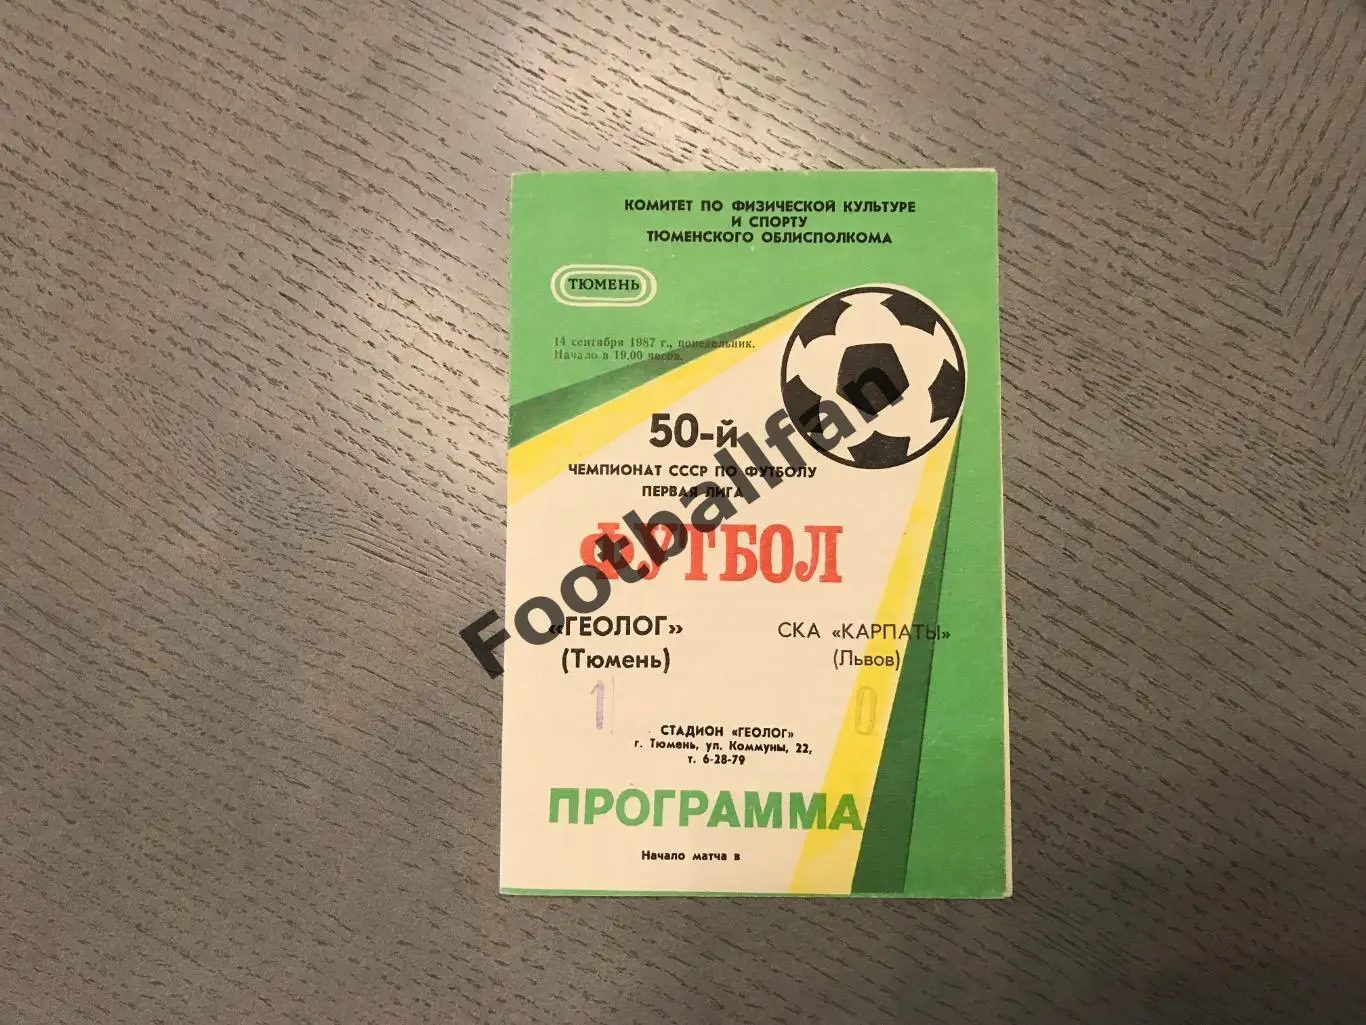 КОМИТЕТ ПО ФИЗИЧЕСКОЙ КУЛЬТУРЕ
И СПОРТУ
ТЮМЕНСКОГО ОБЛИСПОЛКОМА
ТЮМЕНЬ
14 сентября 1987 г., понедельник.
Начало в 19.00 часов.
50-й
ЧЕМПИОНАТ СССР ПО ФУТБОЛУ
ПЕРВАЯ ЛИГА
ФУТБОЛ
«ГЕОЛОГ» СКА «КАРПАТЫ»
(Тюмень) (Львов)
1 0
СТАДИОН «ГЕОЛОГ»
г. Тюмень, ул. Коммуны, 22,
т. 6-28-79
ПРОГРАММА
Начало матча в
Footballfan